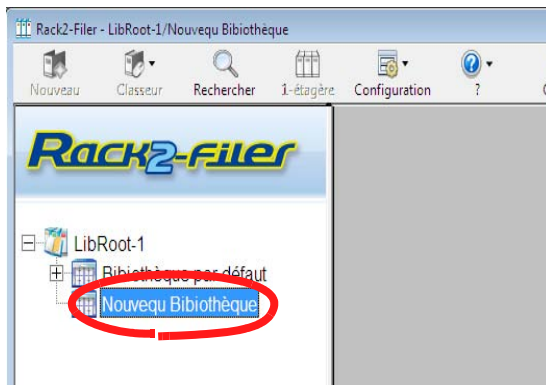 Rack2-Filer - LibRoot-1/Nouvequ Bibiothèque
Nouveau Classeur Rechercher 1-étagère Configuration ?
Rack2-Filer
LibRoot-1
Bibiothèque par défaut
Nouvequ Bibiothèque